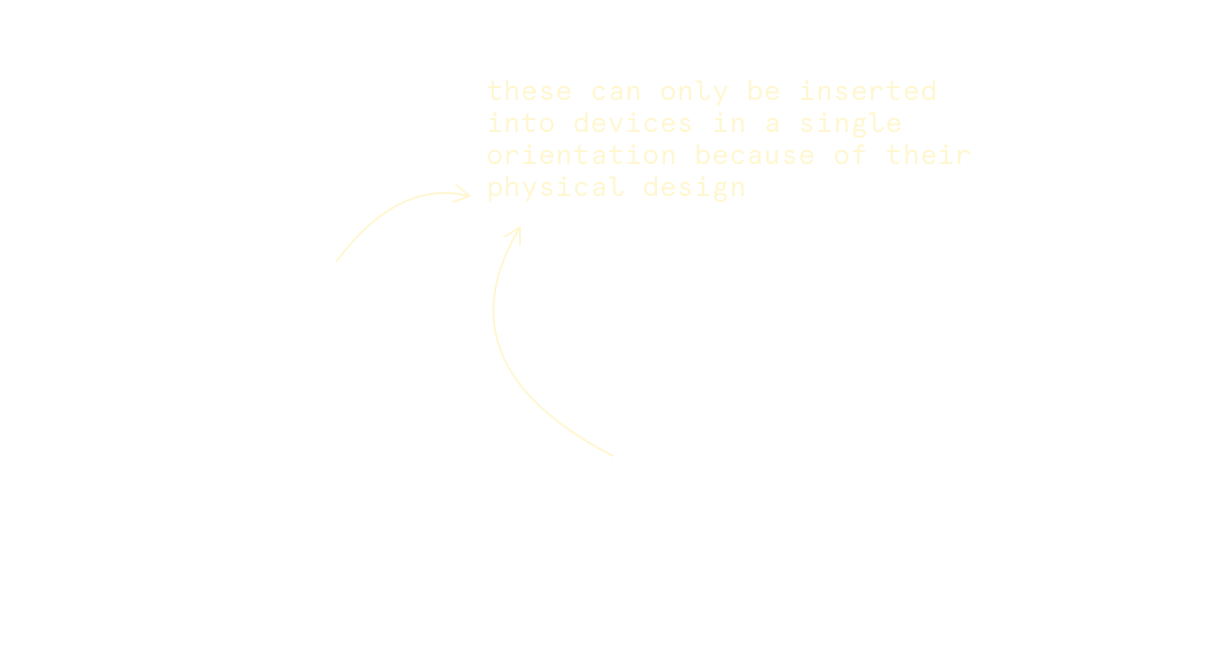 these can only be inserted
into devices in a single
orientation because of their
physical design